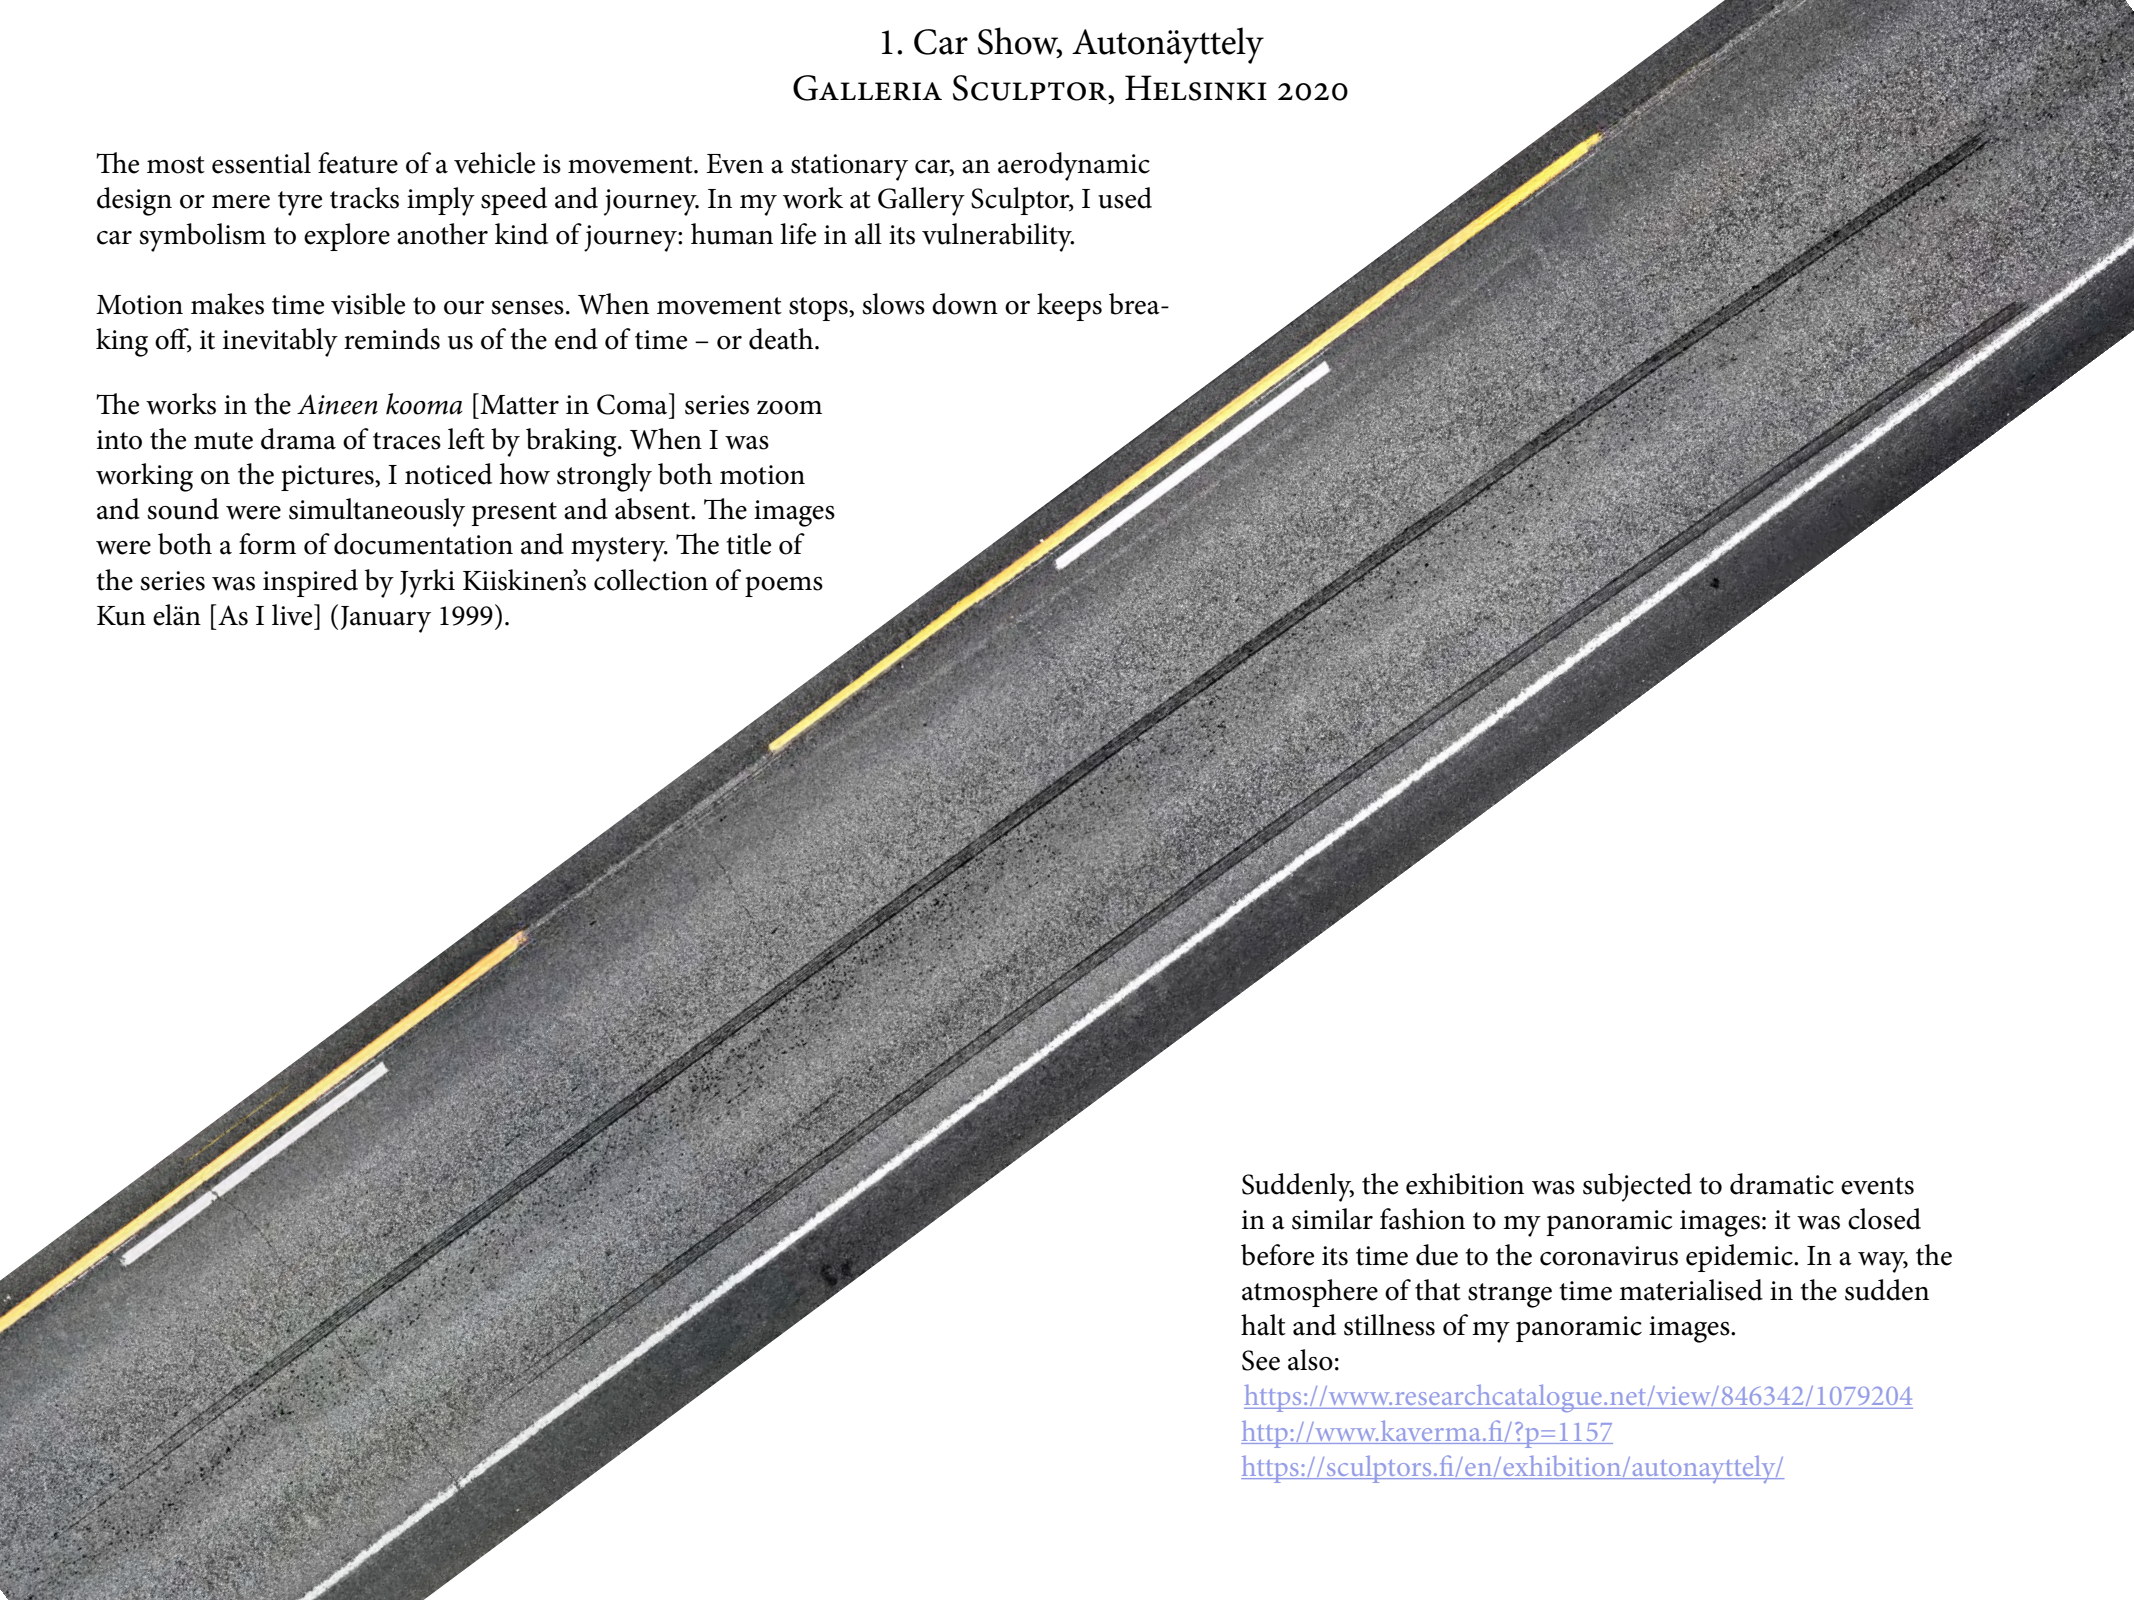 1. Car Show, Autonäyttely
Galleria Sculptor, Helsinki 2020
The most essential feature of a vehicle is movement. Even a stationary car, an aerodynamic
design or mere tyre tracks imply speed and journey. In my work at Gallery Sculptor, I used
car symbolism to explore another kind of journey: human life in all its vulnerability.
Motion makes time visible to our senses. When movement stops, slows down or keeps brea-
king off, it inevitably reminds us of the end of time – or death.
The works in the Aineen kooma [Matter in Coma] series zoom
into the mute drama of traces left by braking. When I was
working on the pictures, I noticed how strongly both motion
and sound were simultaneously present and absent. The images
were both a form of documentation and mystery. The title of
the series was inspired by Jyrki Kiiskinen’s collection of poems
Kun elän [As I live] (January 1999).
Suddenly, the exhibition was subjected to dramatic events
in a similar fashion to my panoramic images: it was closed
before its time due to the coronavirus epidemic. In a way, the
atmosphere of that strange time materialised in the sudden
halt and stillness of my panoramic images.
See also:
https://www.researchcatalogue.net/view/846342/1079204
http://www.kaverma.fi/?p=1157
https://sculptors.fi/en/exhibition/autonayttely/